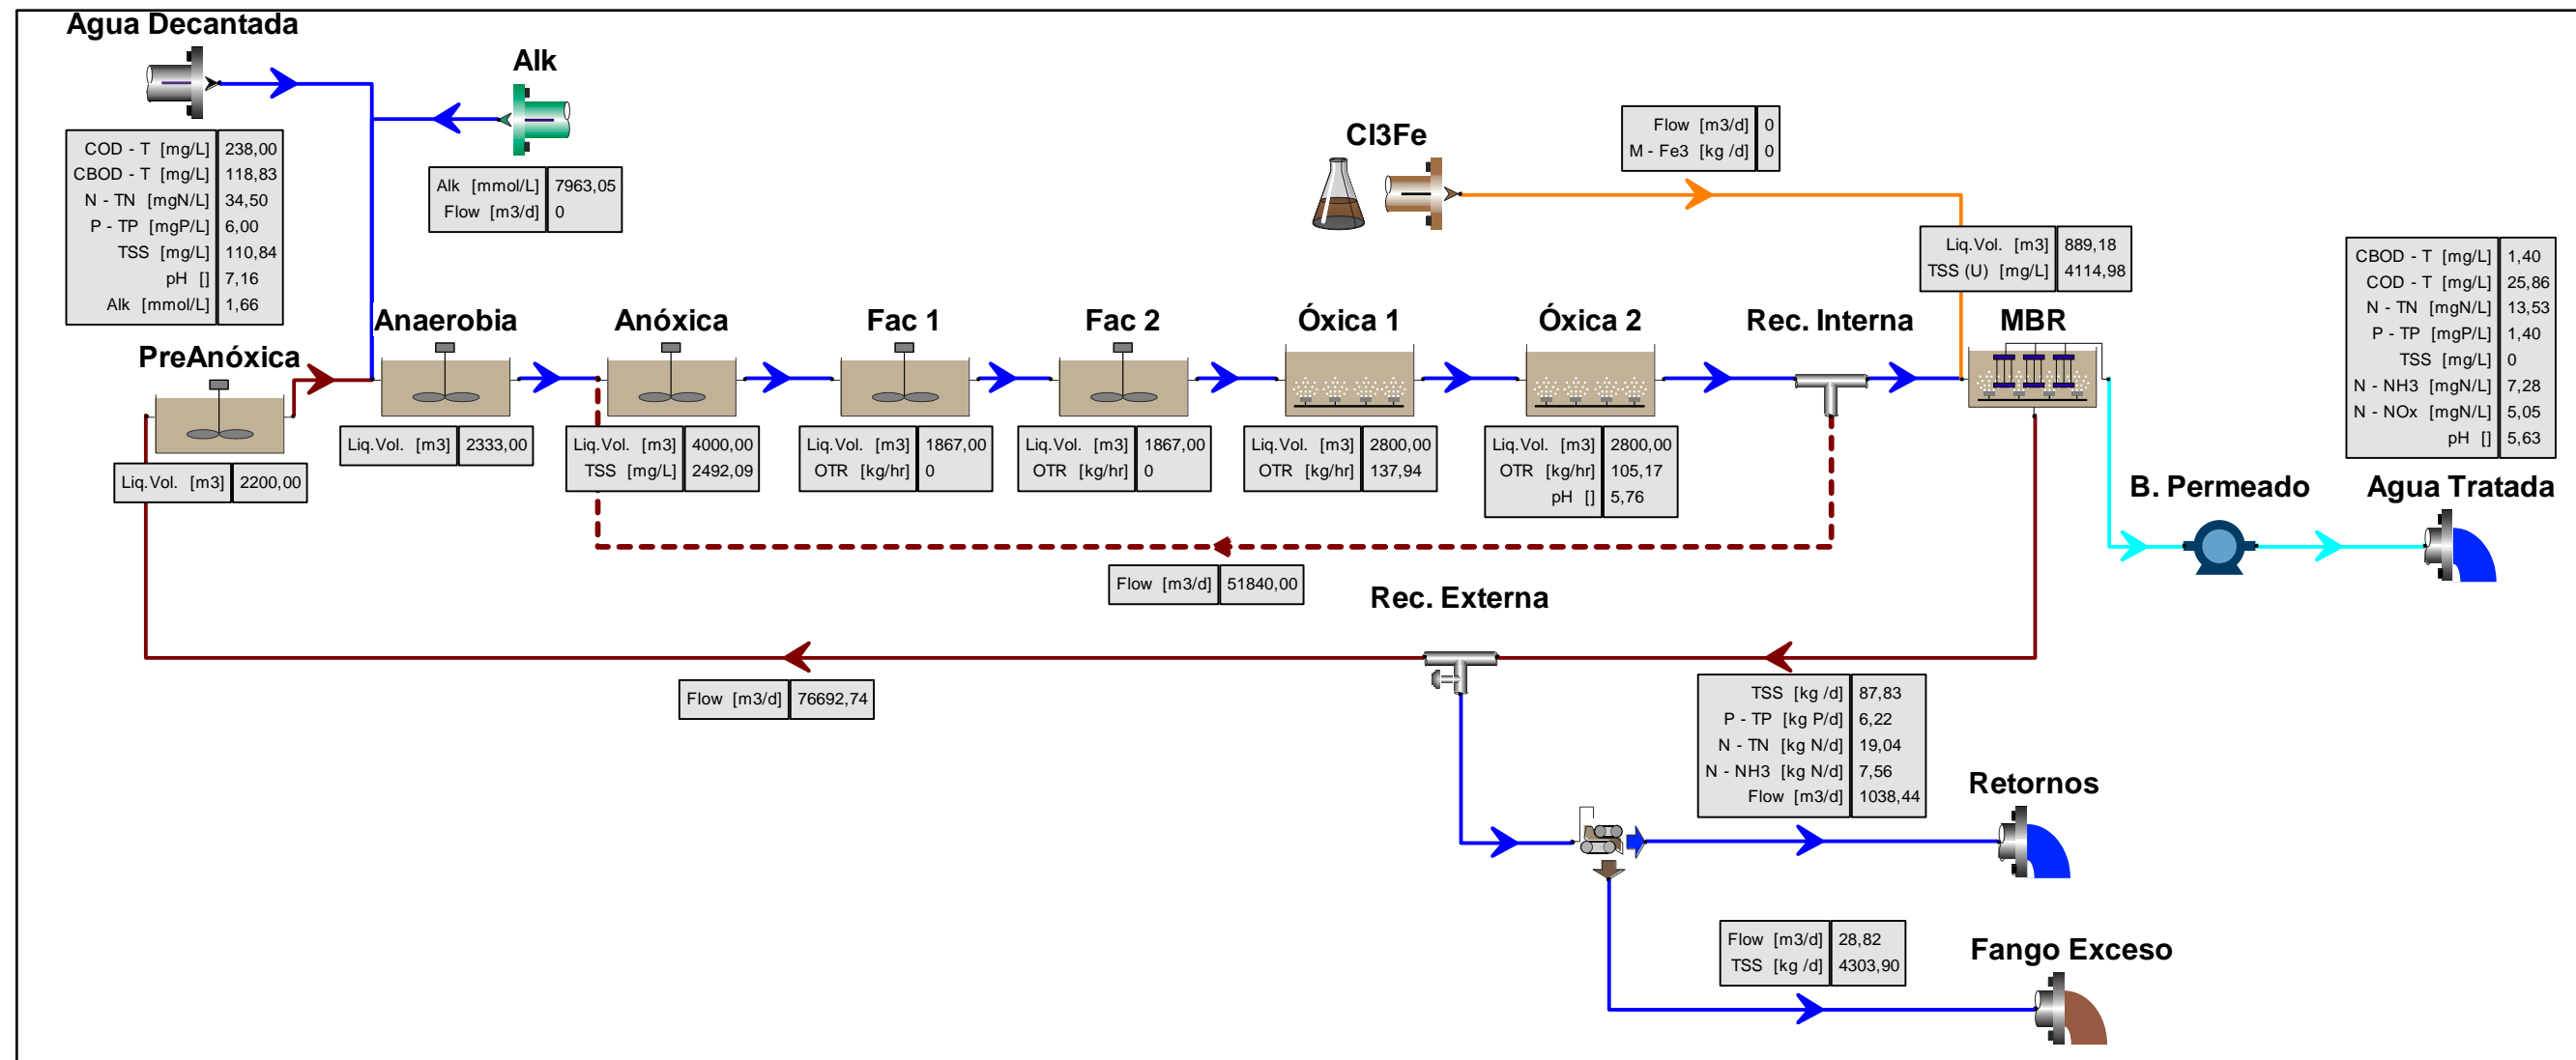 Agua Decantada
COD - T [mg/L] 238,00
CBOD - T [mg/L] 118,83
N - TN [mgN/L] 34,50
P - TP [mgP/L] 6,00
TSS [mg/L] 110,84
pH [] 7,16
Alk [mmol/L] 1,66
Alk
Alk [mmol/L] 7963,05
Flow [m3/d] 0
Cl3Fe
Flow [m3/d] 0
M - Fe3 [kg /d] 0
Liq.Vol. [m3] 889,18
TSS (U) [mg/L] 4114,98
CBOD - T [mg/L] 1,40
COD - T [mg/L] 25,86
N - TN [mgN/L] 13,53
P - TP [mgP/L] 1,40
TSS [mg/L] 0
N - NH3 [mgN/L] 7,28
N - NOx [mgN/L] 5,05
pH [] 5,63
PreAnóxica
Liq.Vol. [m3] 2200,00
Anaerobia
Liq.Vol. [m3] 2333,00
Anóxica
Liq.Vol. [m3] 4000,00
TSS [mg/L] 2492,09
Fac 1
Liq.Vol. [m3] 1867,00
OTR [kg/hr] 0
Fac 2
Liq.Vol. [m3] 1867,00
OTR [kg/hr] 0
Óxica 1
Liq.Vol. [m3] 2800,00
OTR [kg/hr] 137,94
Óxica 2
Liq.Vol. [m3] 2800,00
OTR [kg/hr] 105,17
pH [] 5,76
Rec. Interna
MBR
B. Permeado
Agua Tratada
Flow [m3/d] 51840,00
Rec. Externa
Flow [m3/d] 76692,74
TSS [kg /d] 87,83
P - TP [kg P/d] 6,22
N - TN [kg N/d] 19,04
N - NH3 [kg N/d] 7,56
Flow [m3/d] 1038,44
Retornos
Flow [m3/d] 28,82
TSS [kg /d] 4303,90
Fango Exceso